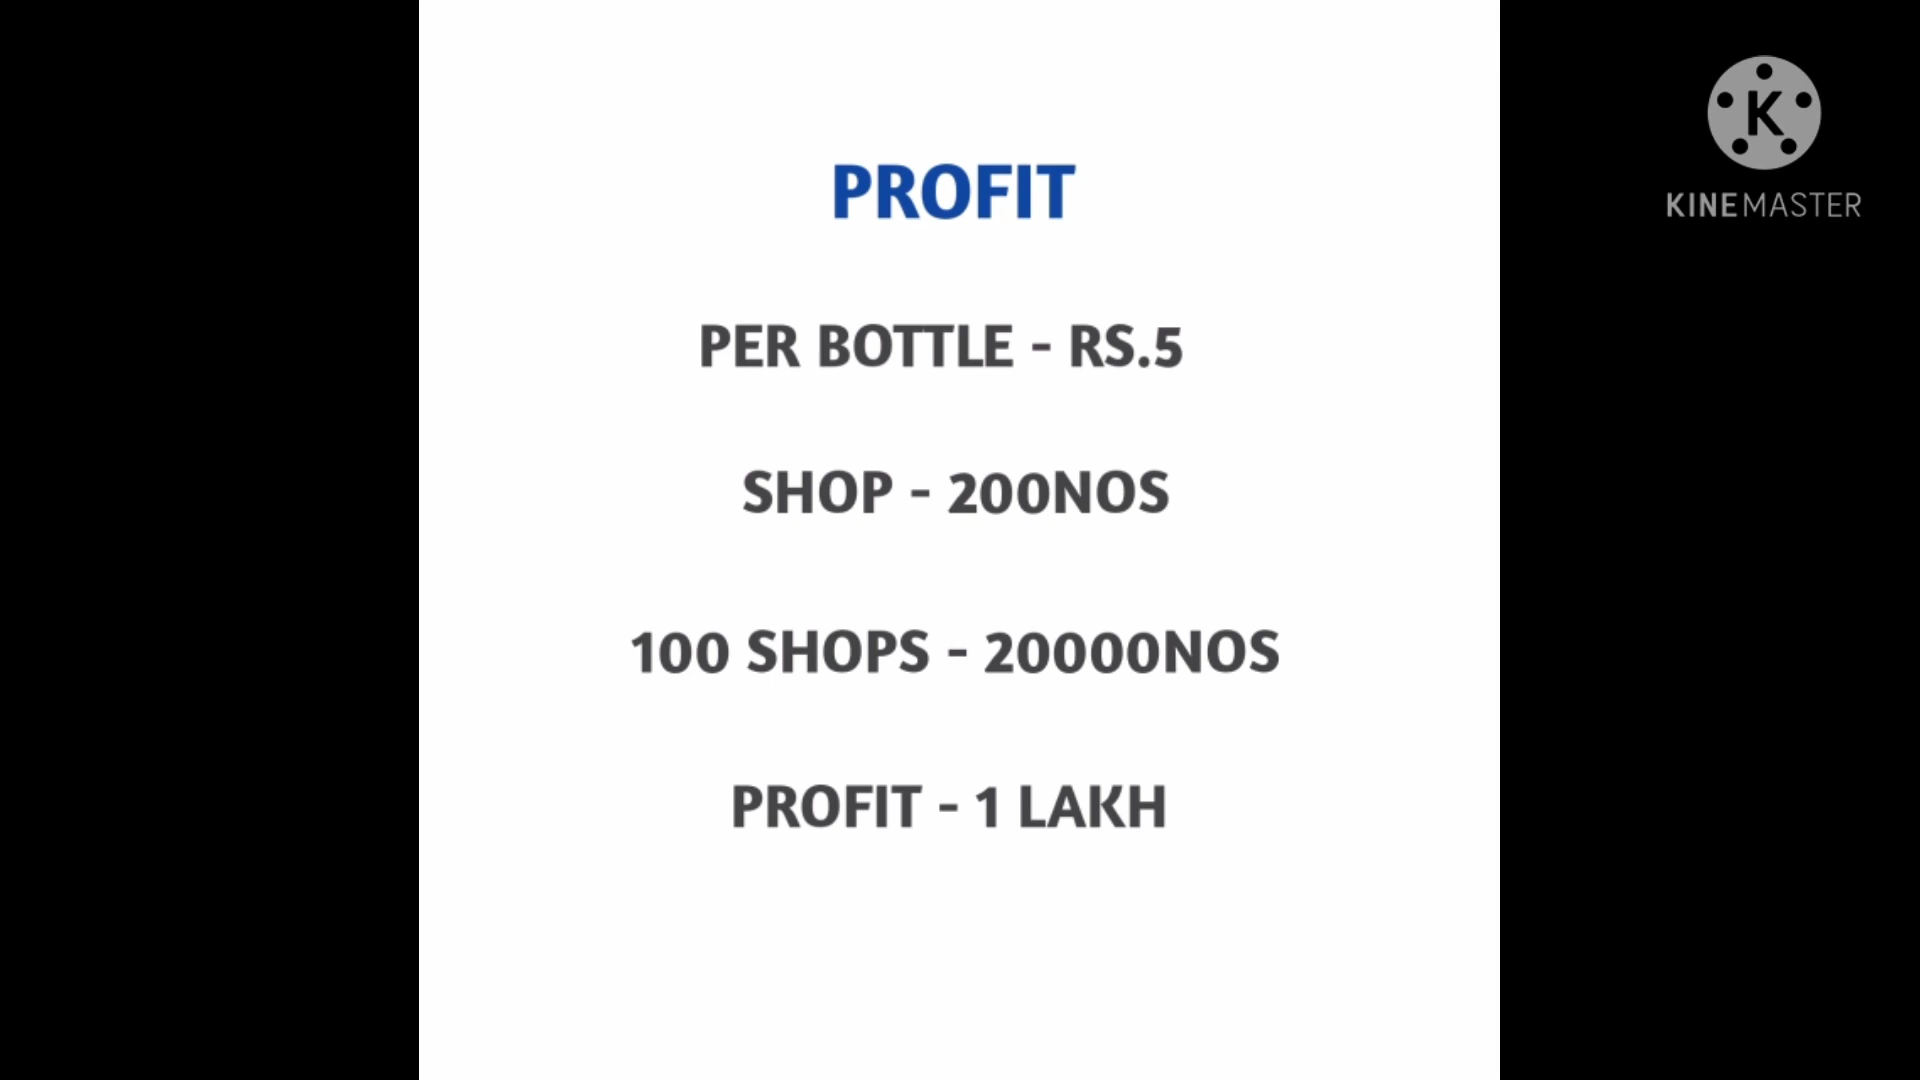 PROFIT
PER BOTTLE - RS.5
SHOP - 200NOS
100 SHOPS - 20000NOS
PROFIT - 1 LAKH
K
KINEMASTER